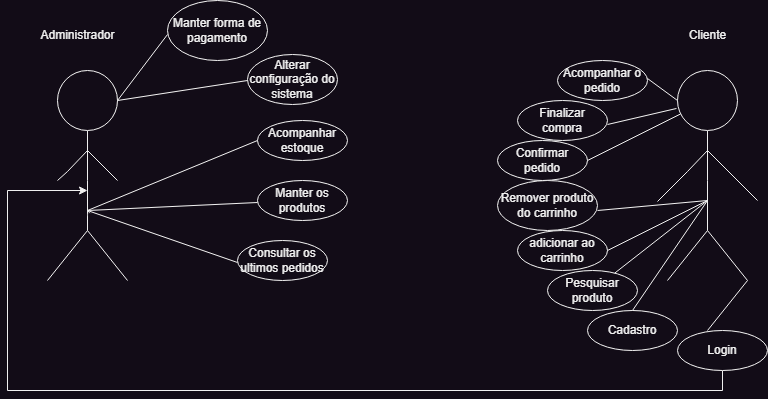 Administrador
Manter forma de
pagamento
Alterar
configuração do
sistema
Acompanhar
estoque
Manter os
produtos
Consultar os
ultimos pedidos
Cliente
Acompanhar o
pedido
Finalizar
compra
Confirmar
pedido
Remover produto
do carrinho
adicionar ao
carrinho
Pesquisar
produto
Cadastro
Login